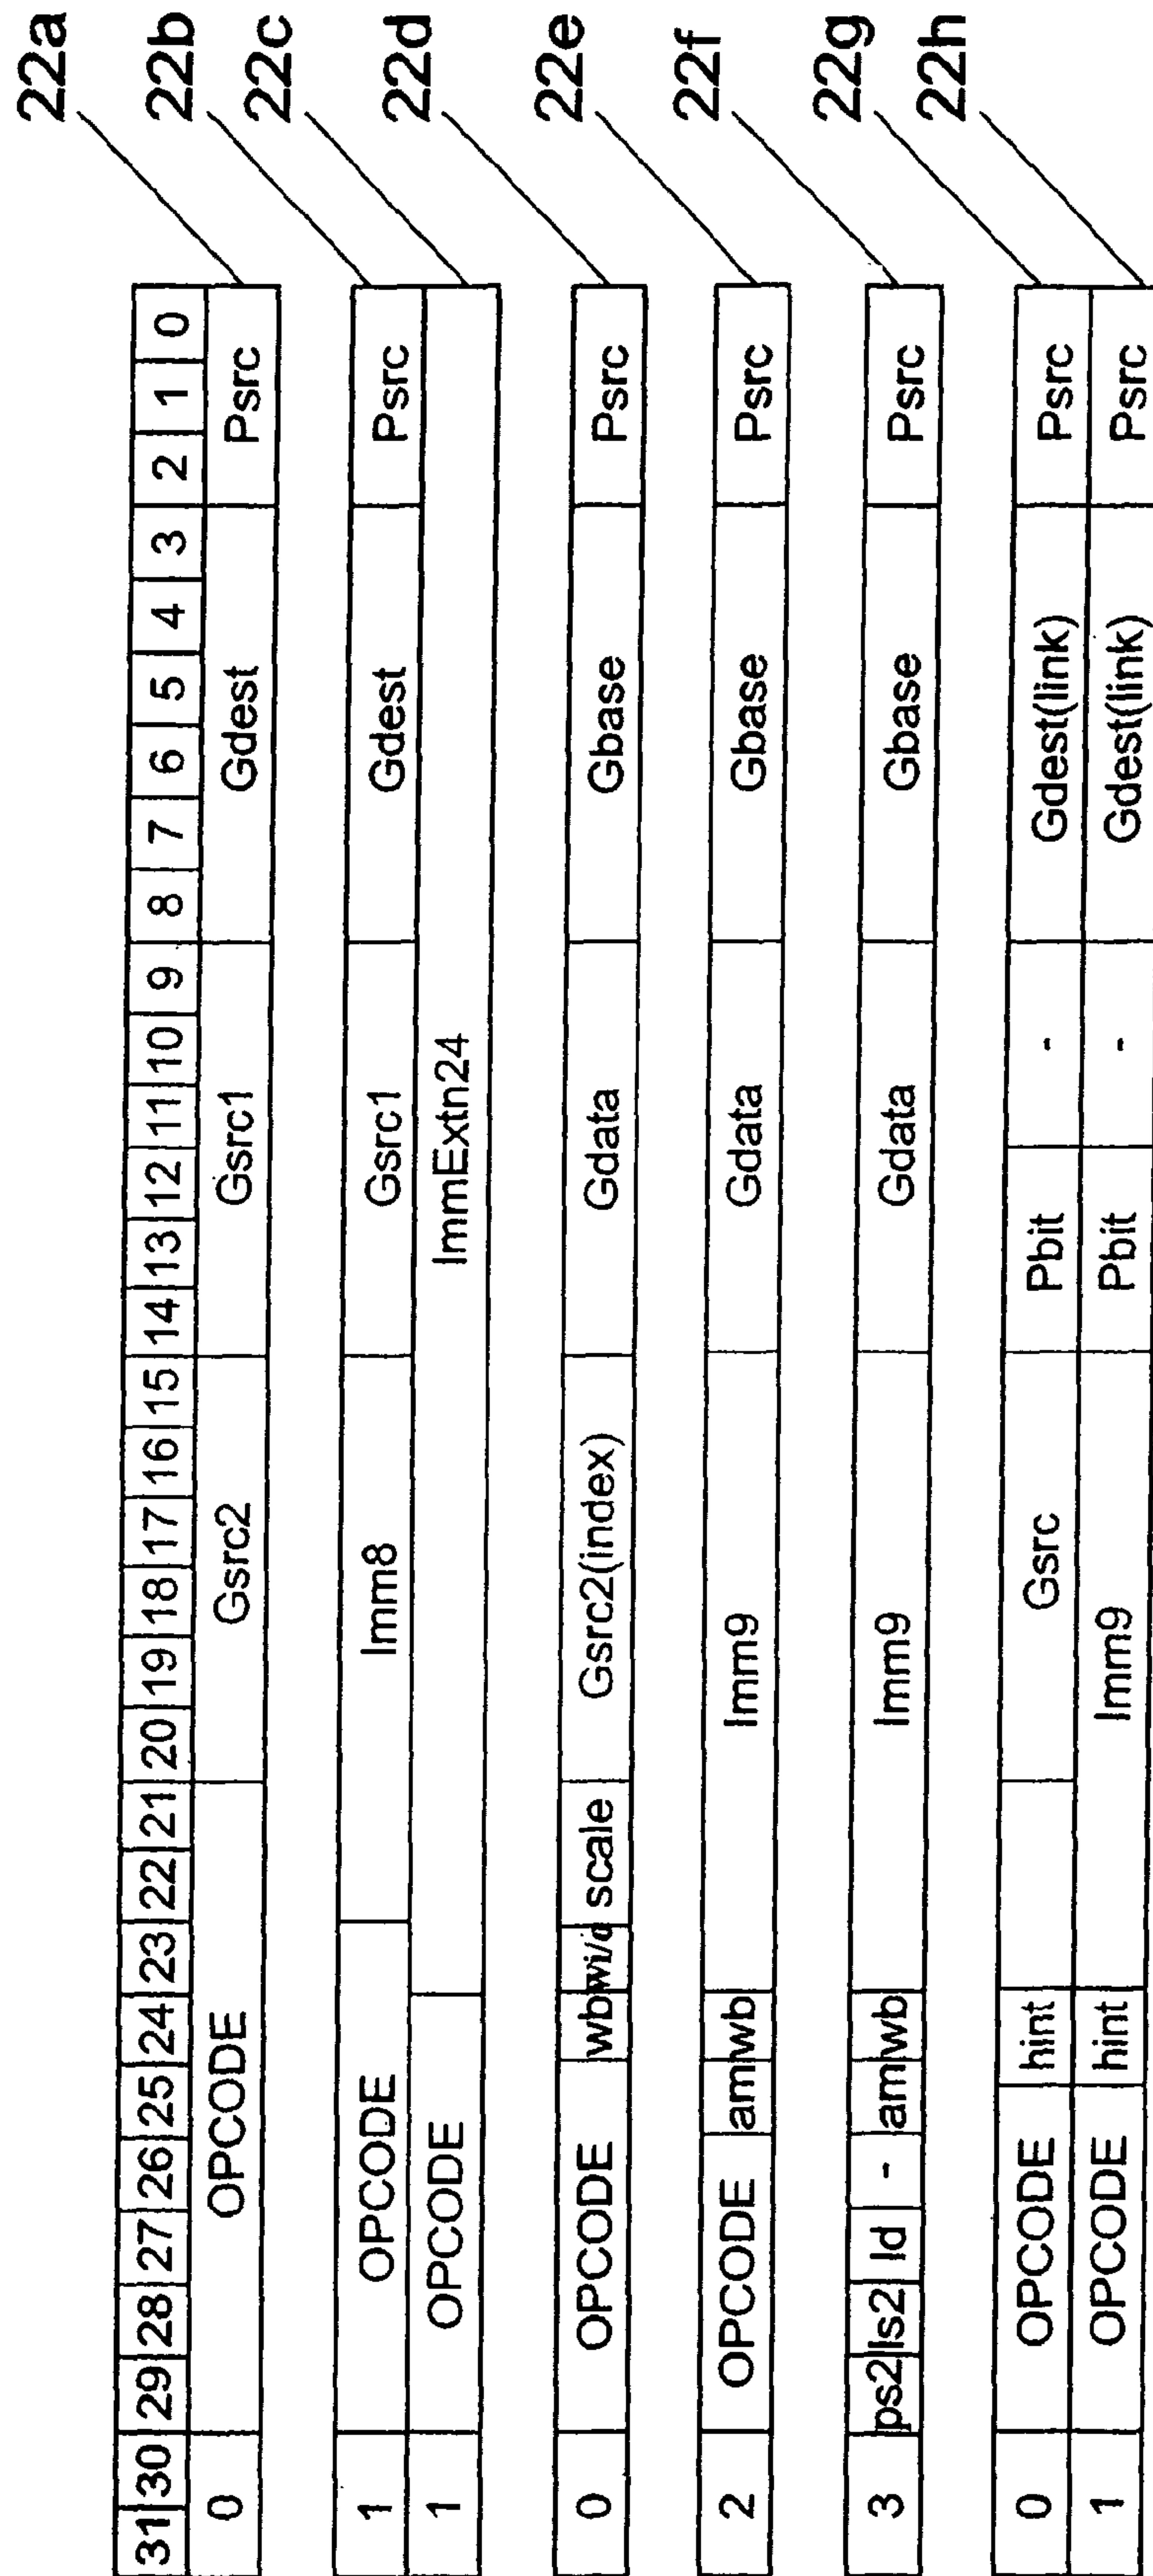 31 30 29 28 27 26 25 24 23 22 21 20 19 18 17 16 15 14 13 12 11 10 9 8 7 6 5 4 3 2 1 0
0 OPCODE Gsrc2 Gsrc1 Gdest Psrc 22a
1 OPCODE Imm8 Gsrc1 Gdest Psrc 22b
1 OPCODE ImmExtn24 22c
0 OPCODE wb wi/d scale Gsrc2(index) Gdata Gbase Psrc 22d
2 OPCODE am wb Imm9 Gdata Gbase Psrc 22e
3 ps2 ls2 ld - am wb Imm9 Gdata Gbase Psrc 22f
0 OPCODE hint Gsrc Pbit - Gdest(link) Psrc 22g
1 OPCODE hint Imm9 Pbit - Gdest(link) Psrc 22h